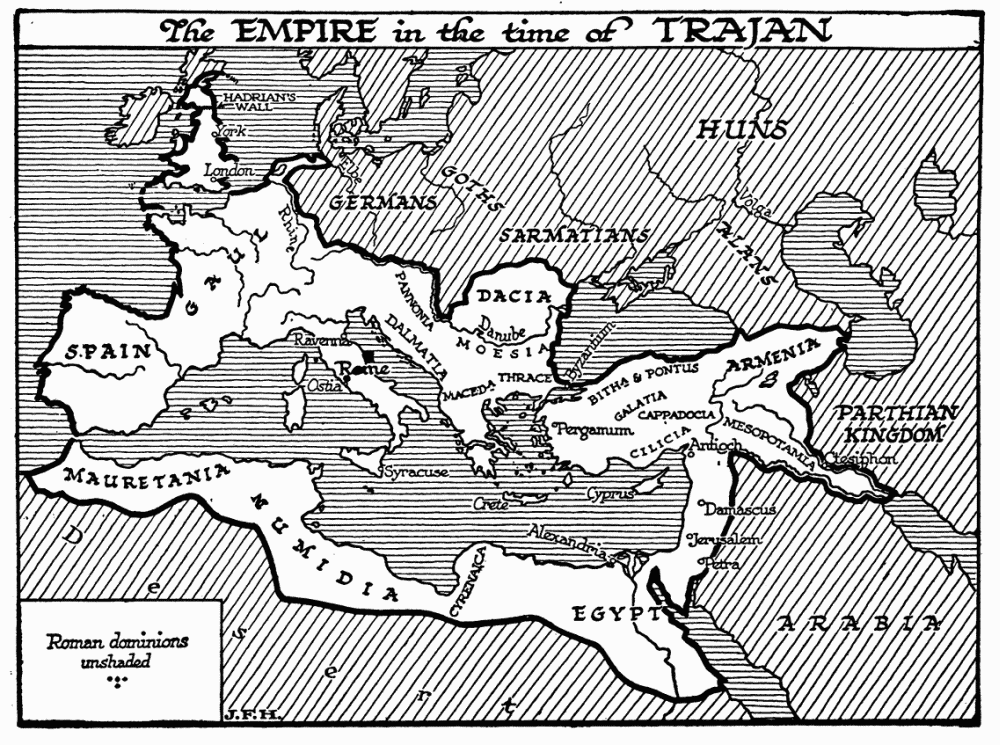 The EMPIRE in the time of TRAJAN
HADRIAN'S
WALL
York
London
Elbe
GERMANS
GOTHS
HUNS
SARMATIANS
Volga
ALANS
Rhine
GAUL
PANNONIA
DACIA
Danube
MOESIA
DALMATIA
SPAIN
Ravenna
Rome
Ostia
MACEDA
THRACE
Byzantium
BITHA & PONTUS
ARMENIA
GALATIA
CAPPADOCIA
Pergamum
CILICIA
Antioch
MESOPOTAMIA
PARTHIAN
KINGDOM
Ctesiphon
MAURETANIA
Syracuse
Crete
Cyprus
Damascus
NUMIDIA
Alexandria
Jerusalem
Petra
CYRENAICA
EGYPT
ARABIA
Desert
Roman dominions
unshaded
J.F.H.